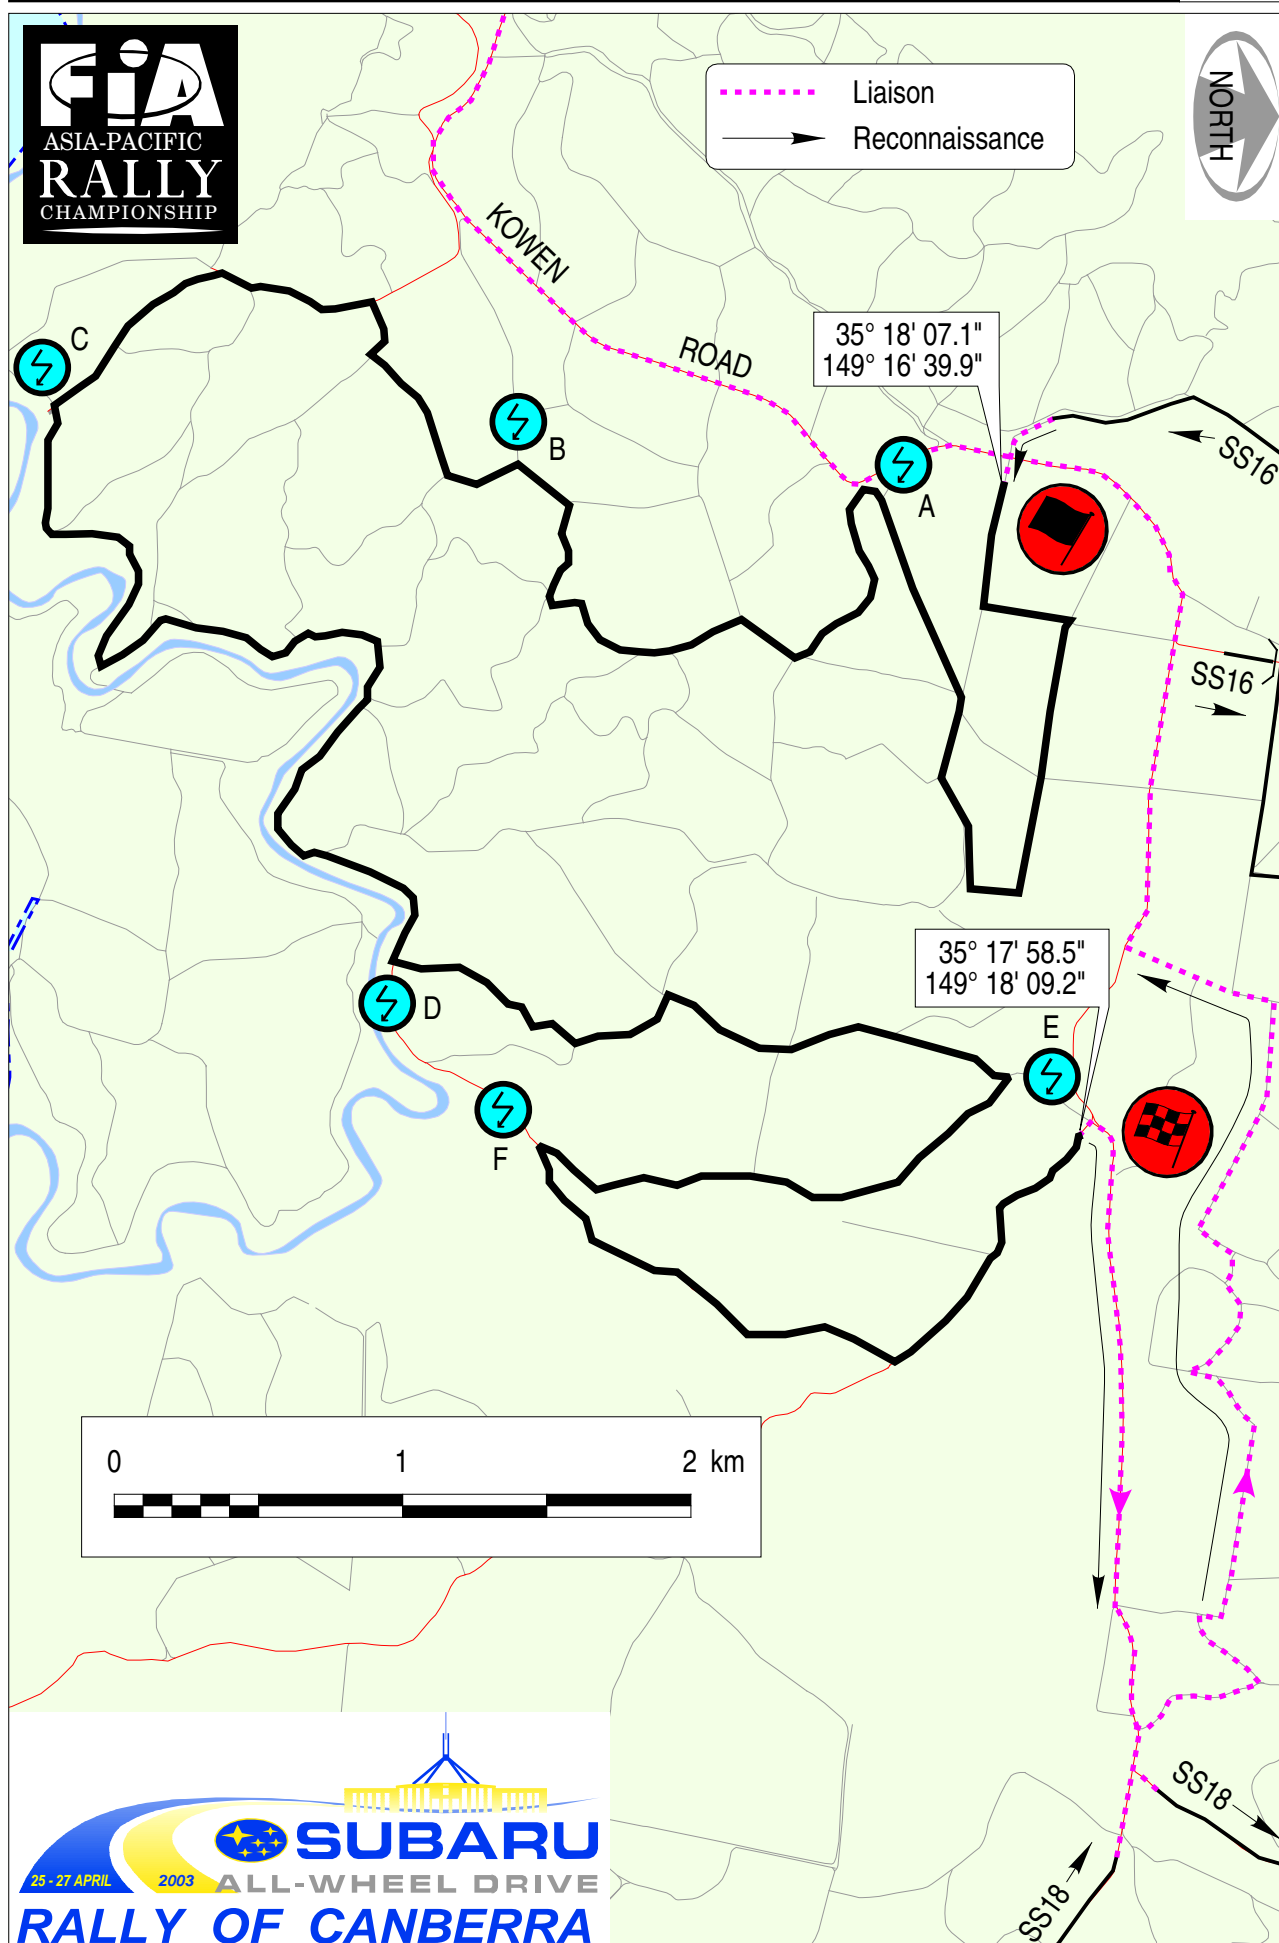 FiA
ASIA-PACIFIC
RALLY
CHAMPIONSHIP
Liaison
Reconnaissance
NORTH
KOWEN
ROAD
35° 18' 07.1"
149° 16' 39.9"
C
B
A
SS16
SS16
35° 17' 58.5"
149° 18' 09.2"
D
E
F
0 1 2 km
SS18
SS18
SUBARU
25 - 27 APRIL 2003 ALL-WHEEL DRIVE
RALLY OF CANBERRA